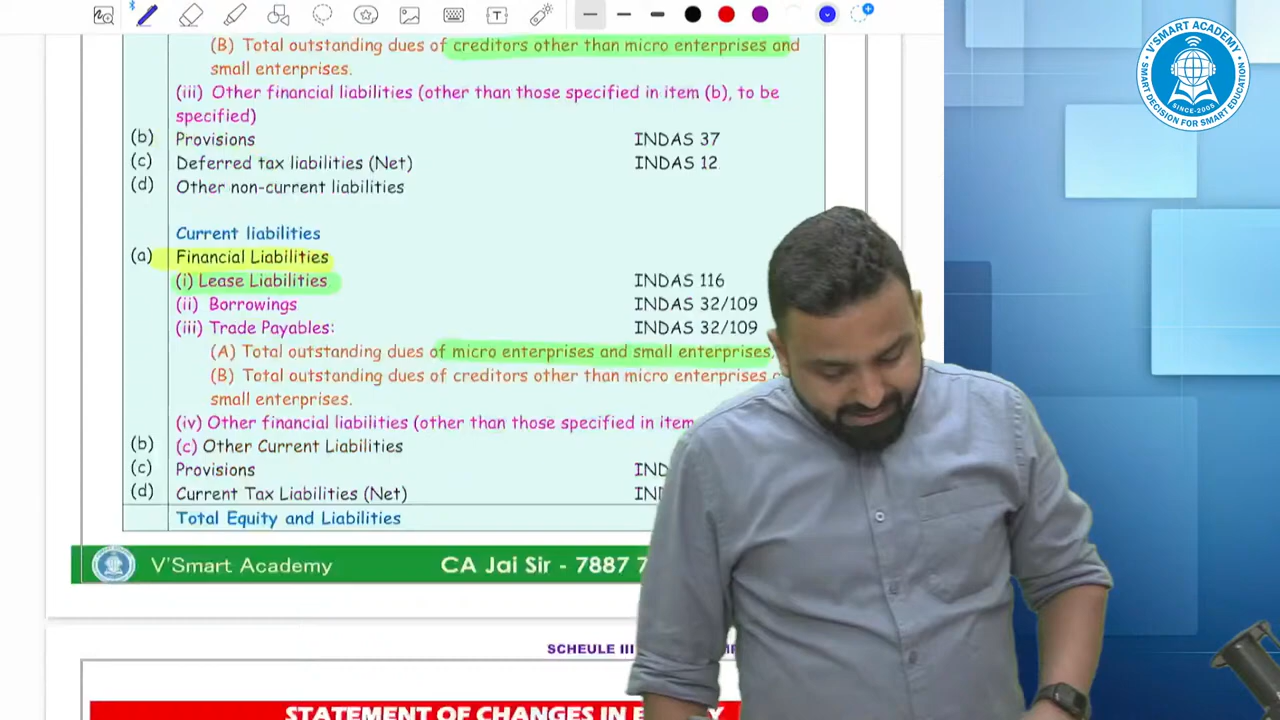 (B) Total outstanding dues of creditors other than micro enterprises and
small enterprises.
(iii) Other financial liabilities (other than those specified in item (b), to be
specified)
(b) Provisions INDAS 37
(c) Deferred tax liabilities (Net) INDAS 12
(d) Other non-current liabilities
Current liabilities
(a) Financial Liabilities
(i) Lease Liabilities INDAS 116
(ii) Borrowings INDAS 32/109
(iii) Trade Payables: INDAS 32/109
(A) Total outstanding dues of micro enterprises and small enterprises,
(B) Total outstanding dues of creditors other than micro enterprises
small enterprises.
(iv) Other financial liabilities (other than those specified in item
(b) (c) Other Current Liabilities
(c) Provisions
(d) Current Tax Liabilities (Net)
Total Equity and Liabilities
V'Smart Academy CA Jai Sir - 7887 7
SCHEULE III
STATEMENT OF CHANGES IN
V'SMART ACADEMY
SMART DECISION FOR SMART EDUCATION
SINCE-2005